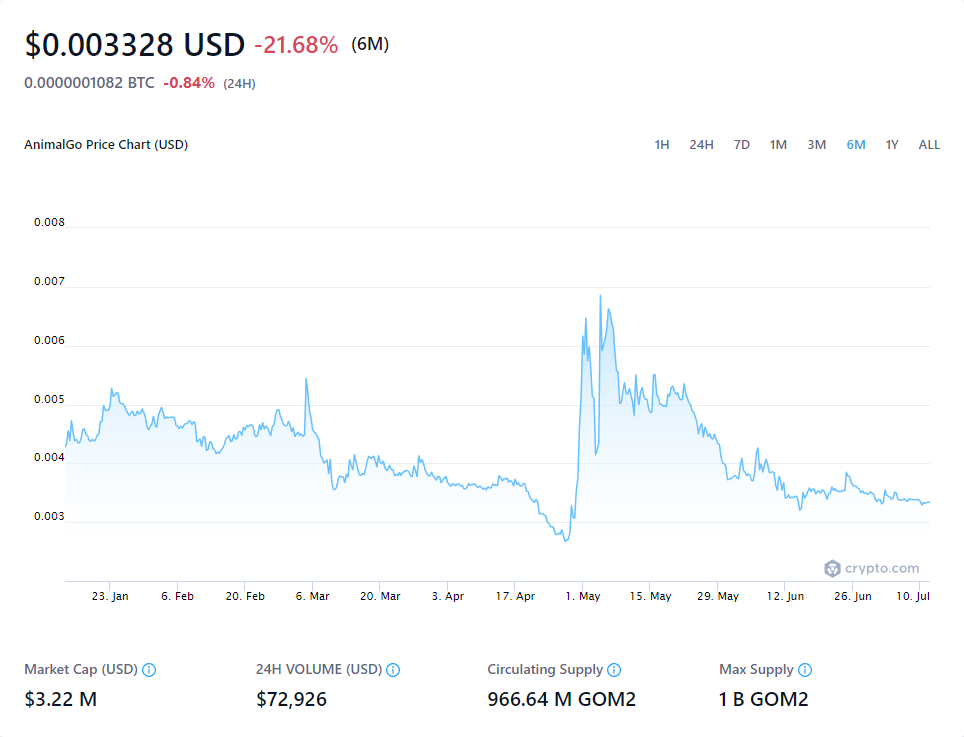 $0.003328 USD -21.68% (6M)
0.0000001082 BTC -0.84% (24H)
AnimalGo Price Chart (USD) 1H 24H 7D 1M 3M 6M 1Y ALL
0.008
0.007
0.006
0.005
0.004
0.003
crypto.com
23. Jan 6. Feb 20. Feb 6. Mar 20. Mar 3. Apr 17. Apr 1. May 15. May 29. May 12. Jun 26. Jun 10. Jul
Market Cap (USD) 24H VOLUME (USD) Circulating Supply Max Supply
$3.22 M $72,926 966.64 M GOM2 1 B GOM2